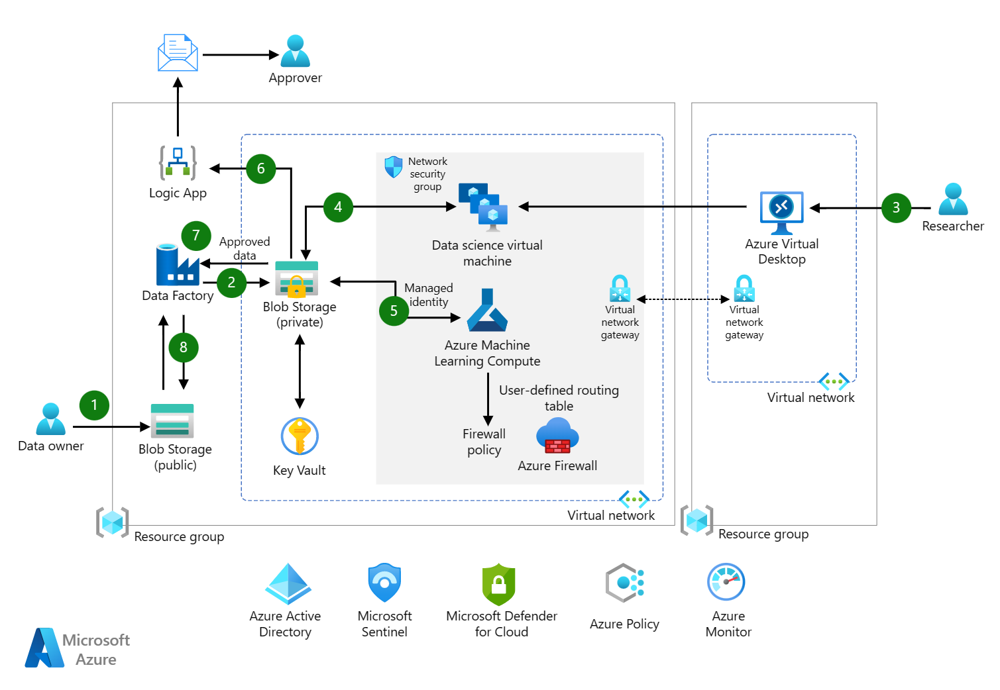 Approver
6
Network
security
group
Logic App
4
3
Researcher
7
Approved
data
Data science virtual
machine
Azure Virtual
Desktop
2
Data Factory
Managed
identity
5
Blob Storage
(private)
Virtual
network
gateway
Virtual
network
gateway
8
Azure Machine
Learning Compute
1
User-defined routing
table
Virtual network
Data owner
Blob Storage
(public)
Key Vault
Firewall
policy
Azure Firewall
Virtual network
Resource group
Resource group
Azure Active
Directory
Microsoft
Sentinel
Microsoft Defender
for Cloud
Azure Policy
Azure
Monitor
Microsoft
Azure